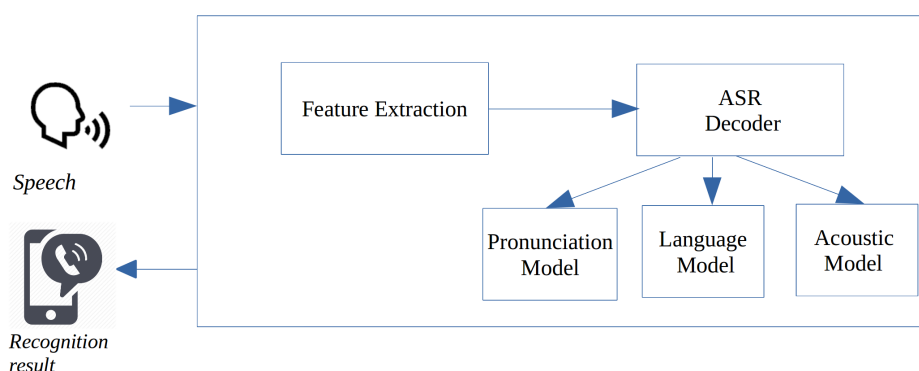 Feature Extraction
ASR
Decoder
Speech
Pronunciation
Model
Language
Model
Acoustic
Model
Recognition
result